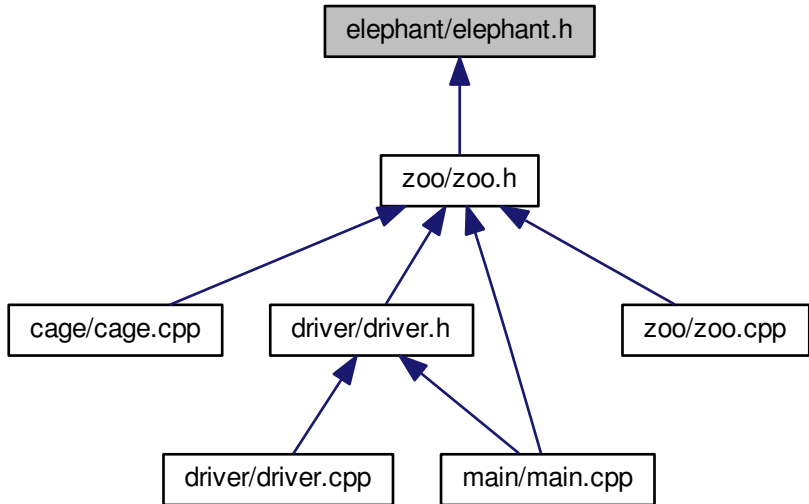 elephant/elephant.h
zoo/zoo.h
cage/cage.cpp
driver/driver.h
zoo/zoo.cpp
driver/driver.cpp
main/main.cpp